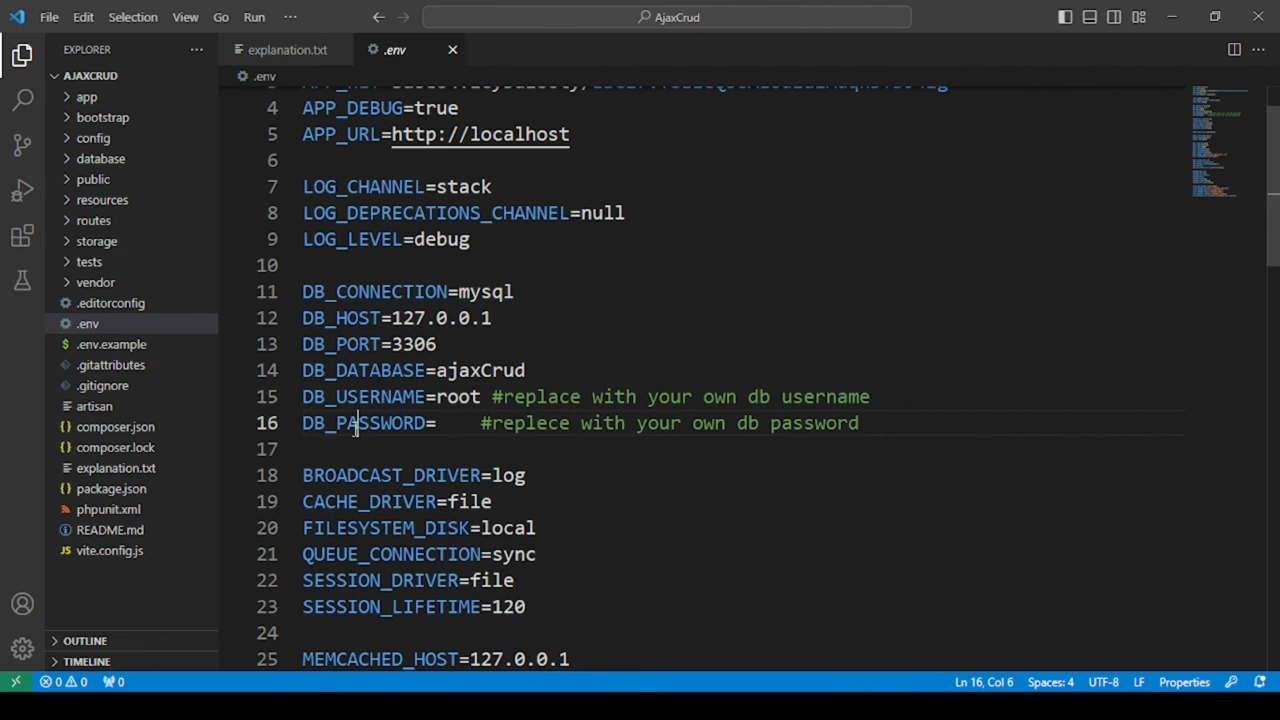 File Edit Selection View Go Run ··· AjaxCrud
EXPLORER ···
explanation.txt .env
AJAXCRUD
.env
app
bootstrap
config
database
public
resources
routes
storage
tests
vendor
.editorconfig
.env
.env.example
.gitattributes
.gitignore
artisan
composer.json
composer.lock
explanation.txt
package.json
phpunit.xml
README.md
vite.config.js
OUTLINE
TIMELINE
4 APP_DEBUG=true
5 APP_URL=http://localhost
6
7 LOG_CHANNEL=stack
8 LOG_DEPRECATIONS_CHANNEL=null
9 LOG_LEVEL=debug
10
11 DB_CONNECTION=mysql
12 DB_HOST=127.0.0.1
13 DB_PORT=3306
14 DB_DATABASE=ajaxCrud
15 DB_USERNAME=root #replace with your own db username
16 DB_PASSWORD= #replece with your own db password
17
18 BROADCAST_DRIVER=log
19 CACHE_DRIVER=file
20 FILESYSTEM_DISK=local
21 QUEUE_CONNECTION=sync
22 SESSION_DRIVER=file
23 SESSION_LIFETIME=120
24
25 MEMCACHED_HOST=127.0.0.1
0 0 0 Ln 16, Col 6 Spaces: 4 UTF-8 LF Properties